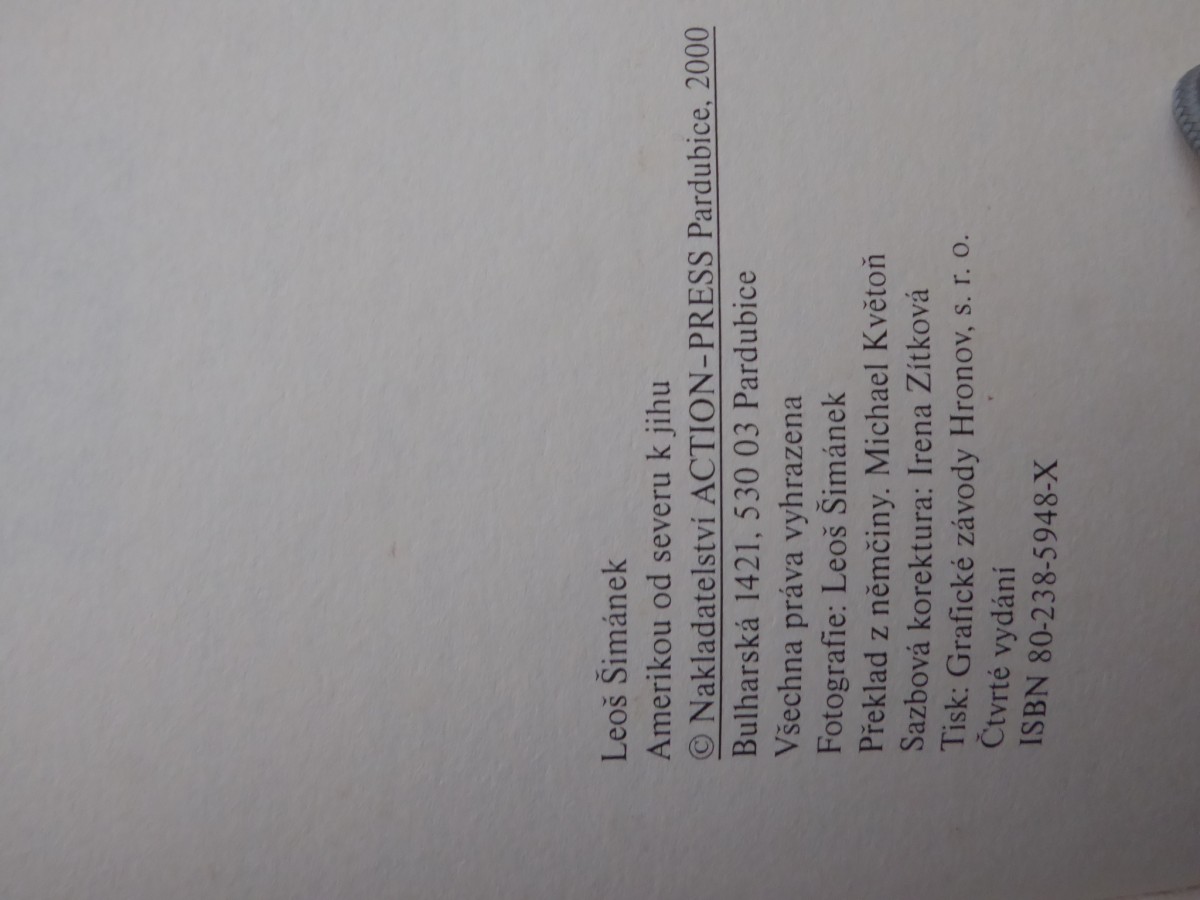 Leoš Šimánek
Amerikou od severu k jihu
© Nakladatelství ACTION-PRESS Pardubice, 2000
Bulharská 1421, 530 03 Pardubice
Všechna práva vyhrazena
Fotografie: Leoš Šimánek
Překlad z němčiny. Michael Květoň
Sazbová korektura: Irena Zítková
Tisk: Grafické závody Hronov, s. r. o.
Čtvrté vydání
ISBN 80-238-5948-X